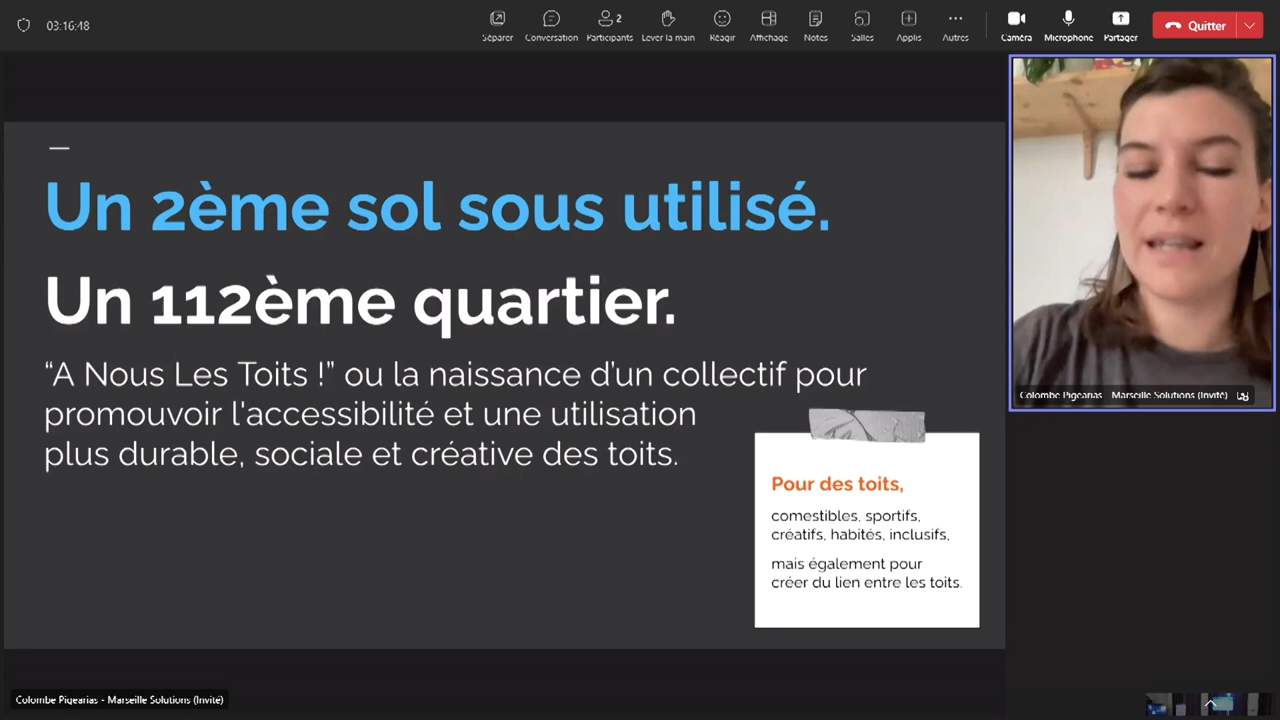 03:16:48
Séparer
Conversation
2
Participants
Lever la main
Réagir
Affichage
Notes
Salles
Applis
Autres
Caméra
Microphone
Partager
Quitter
Un 2ème sol sous utilisé.
Un 112ème quartier.
“A Nous Les Toits !” ou la naissance d'un collectif pour
promouvoir l'accessibilité et une utilisation
plus durable, sociale et créative des toits.
Pour des toits,
comestibles, sportifs,
créatifs, habités, inclusifs,
mais également pour
créer du lien entre les toits.
Colombe Pigearias - Marseille Solutions (Invité)
Colombe Pigearias - Marseille Solutions (Invité)